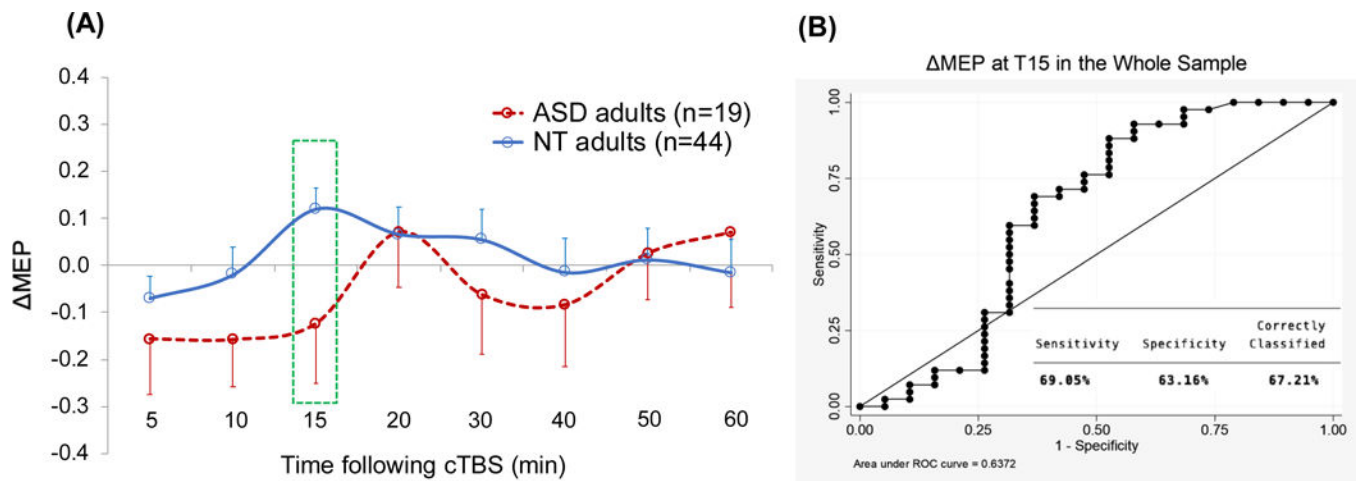 (A)
0.4
0.3
0.2
0.1
0.0
-0.1
-0.2
-0.3
-0.4
ΔMEP
ASD adults (n=19)
NT adults (n=44)
5 10 15 20 30 40 50 60
Time following cTBS (min)
(B)
ΔMEP at T15 in the Whole Sample
1.00
0.75
0.50
0.25
0.00
Sensitivity
Sensitivity Specificity Correctly Classified
69.05% 63.16% 67.21%
0.00 0.25 0.50 0.75 1.00
1 - Specificity
Area under ROC curve = 0.6372